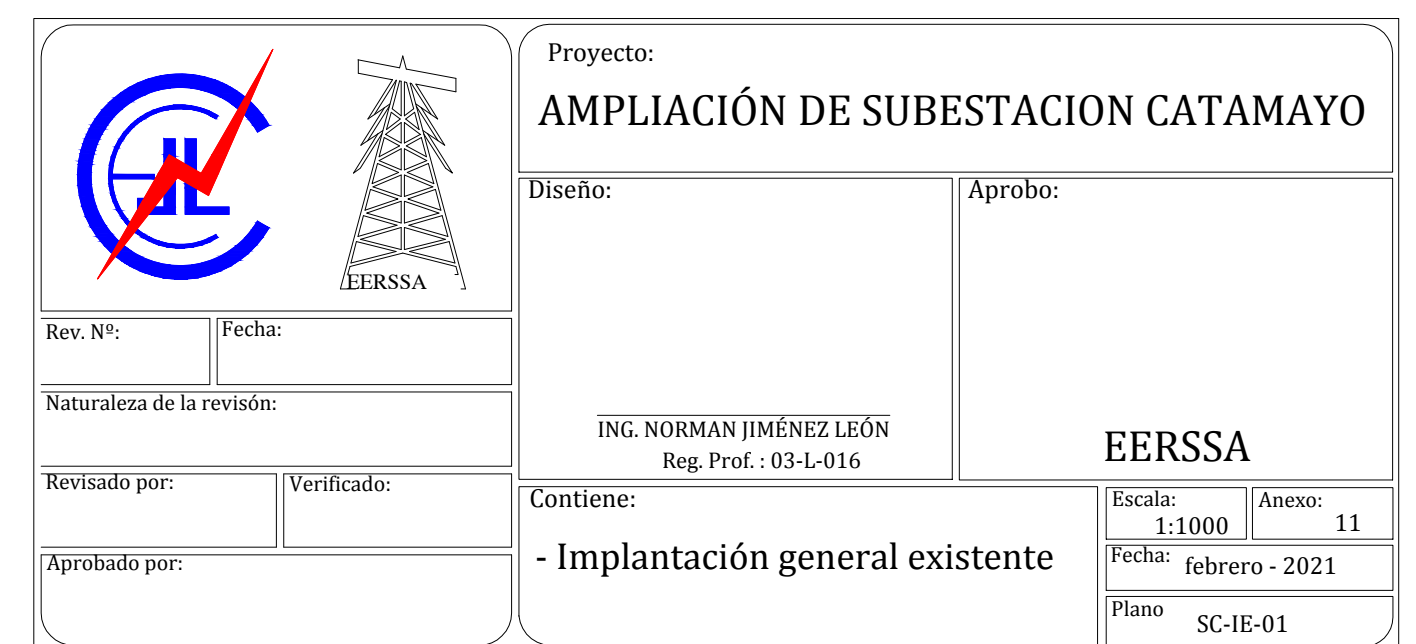 JL
EERSSA
Rev. Nº:
Fecha:
Naturaleza de la revisón:
Revisado por:
Verificado:
Aprobado por:
Proyecto:
AMPLIACIÓN DE SUBESTACION CATAMAYO
Diseño:
ING. NORMAN JIMÉNEZ LEÓN
Reg. Prof. : 03-L-016
Aprobo:
EERSSA
Contiene:
- Implantación general existente
Escala:
1:1000
Anexo:
11
Fecha: febrero - 2021
Plano
SC-IE-01